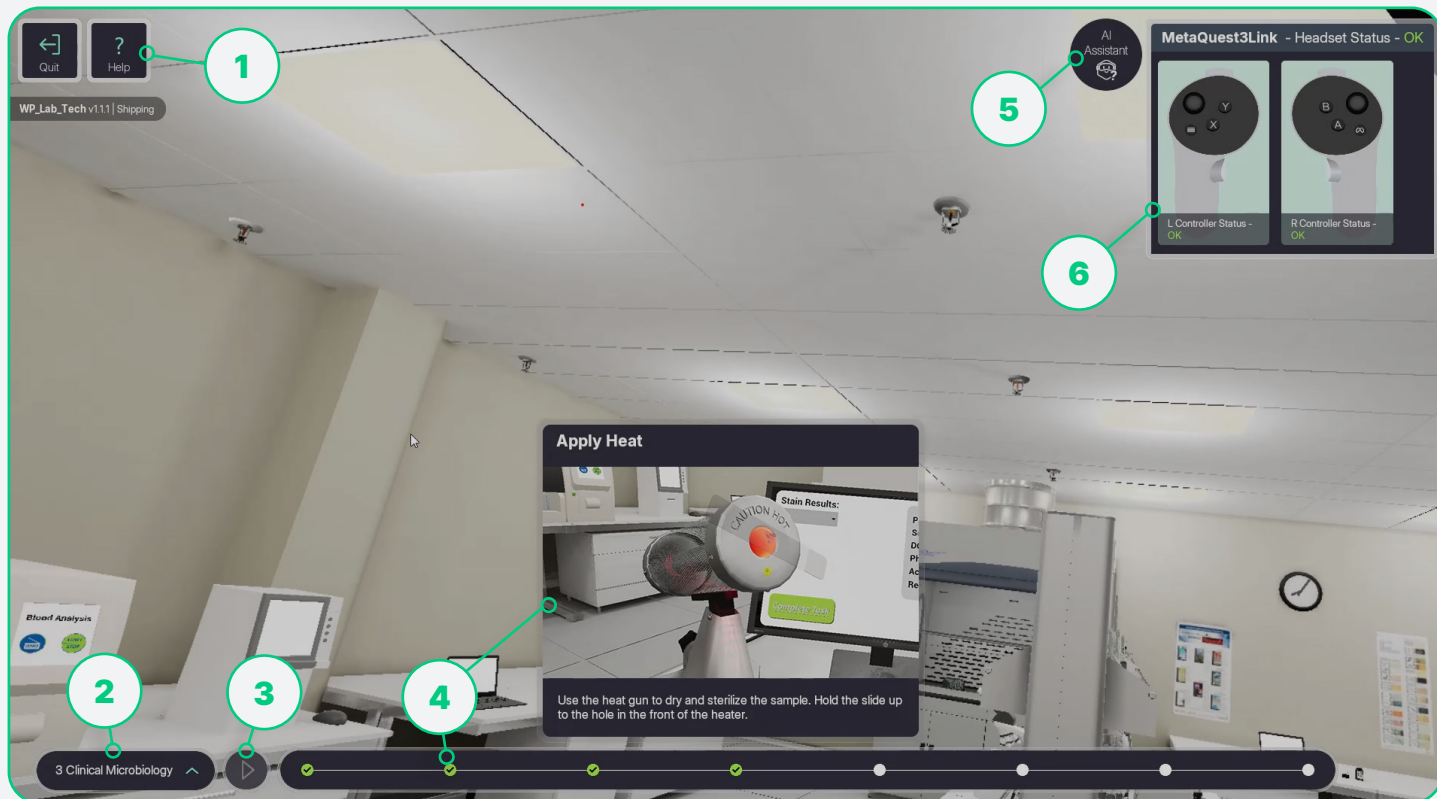 Quit
?
Help
1
WP_Lab_Tech v1.1.1 | Shipping
AI
Assistant
?
5
MetaQuest3Link - Headset Status - OK
Y
X
B
A
L Controller Status -
OK
R Controller Status -
OK
6
Apply Heat
Stain Results:
CAUTION HOT
Complete Test
Use the heat gun to dry and sterilize the sample. Hold the slide up
to the hole in the front of the heater.
Blood Analysis
2
3
4
3 Clinical Microbiology